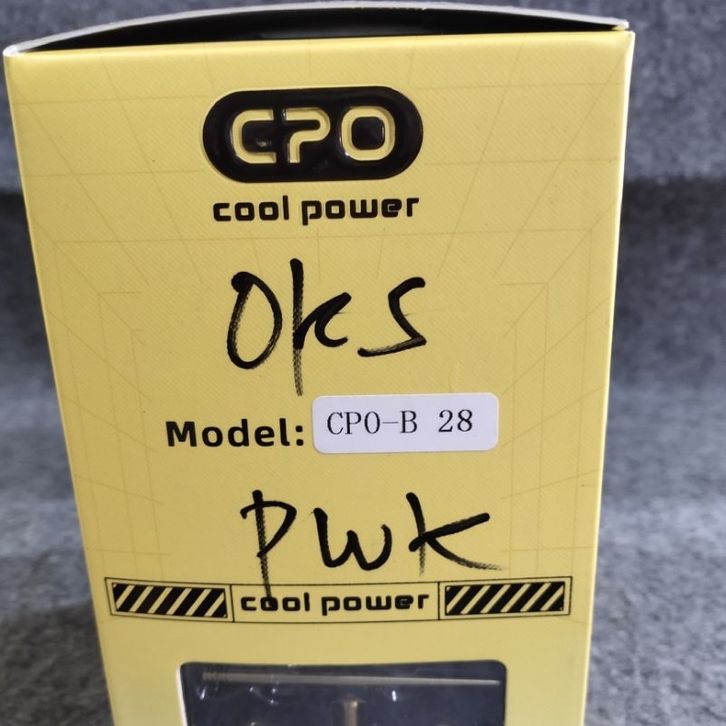 CPO
cool power
OKS
Model: CPO-B 28
PWK
cool power